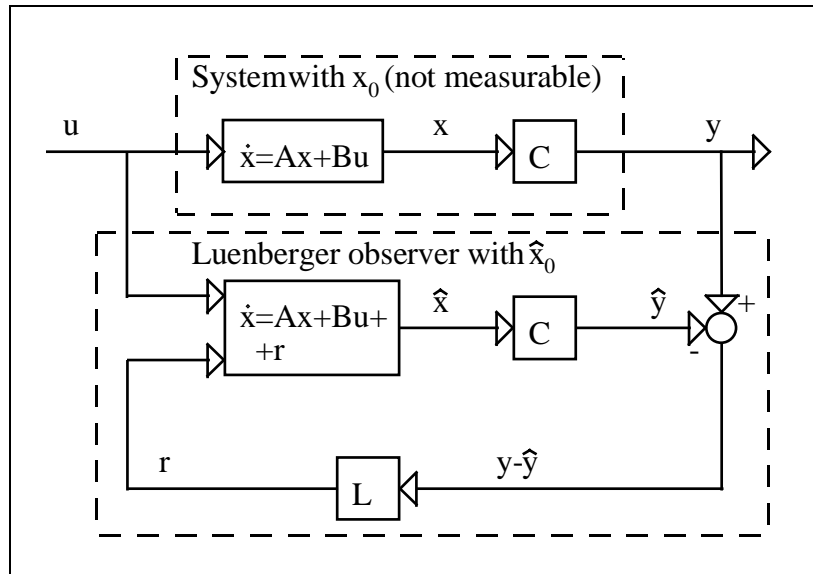 Systemwith x₀ (not measurable)
u
ẋ=Ax+Bu
x
C
y
Luenberger observer with x̂₀
ẋ=Ax+Bu+
+r
x̂
C
ŷ
+
-
r
L
y-ŷ